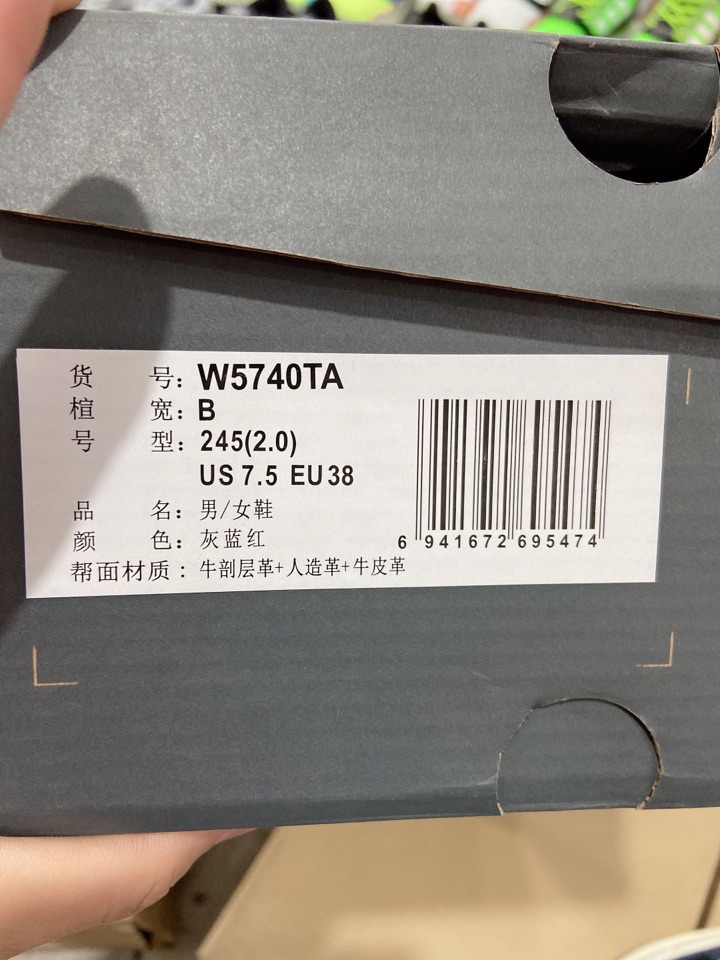 货 号：W5740TA
楦 宽：B
号 型：245(2.0)
US 7.5 EU 38
品 名：男/女鞋
颜 色：灰蓝红
帮面材质：牛剖层革+人造革+牛皮革
6 941672 695474